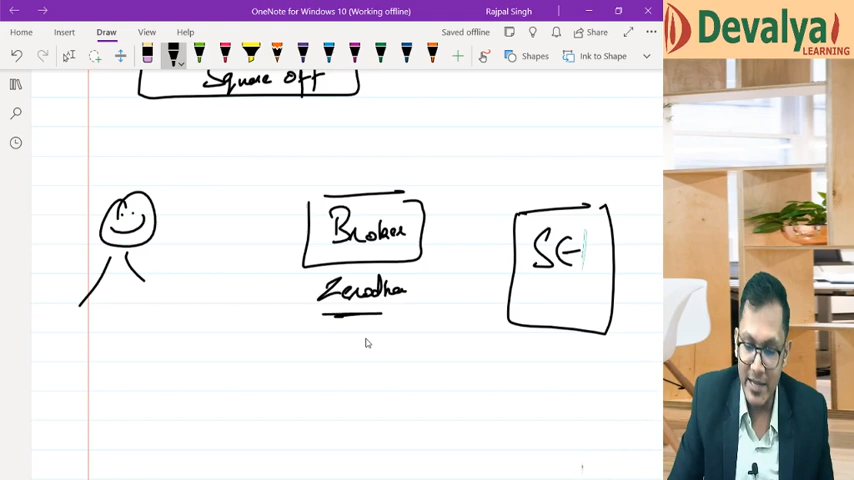 OneNote for Windows 10 (Working offline)
Rajpal Singh
Home
Insert
Draw
View
Help
Saved offline
Share
Shapes
Ink to Shape
Square off
Broker
Zerodha
SE
Devalya
LEARNING